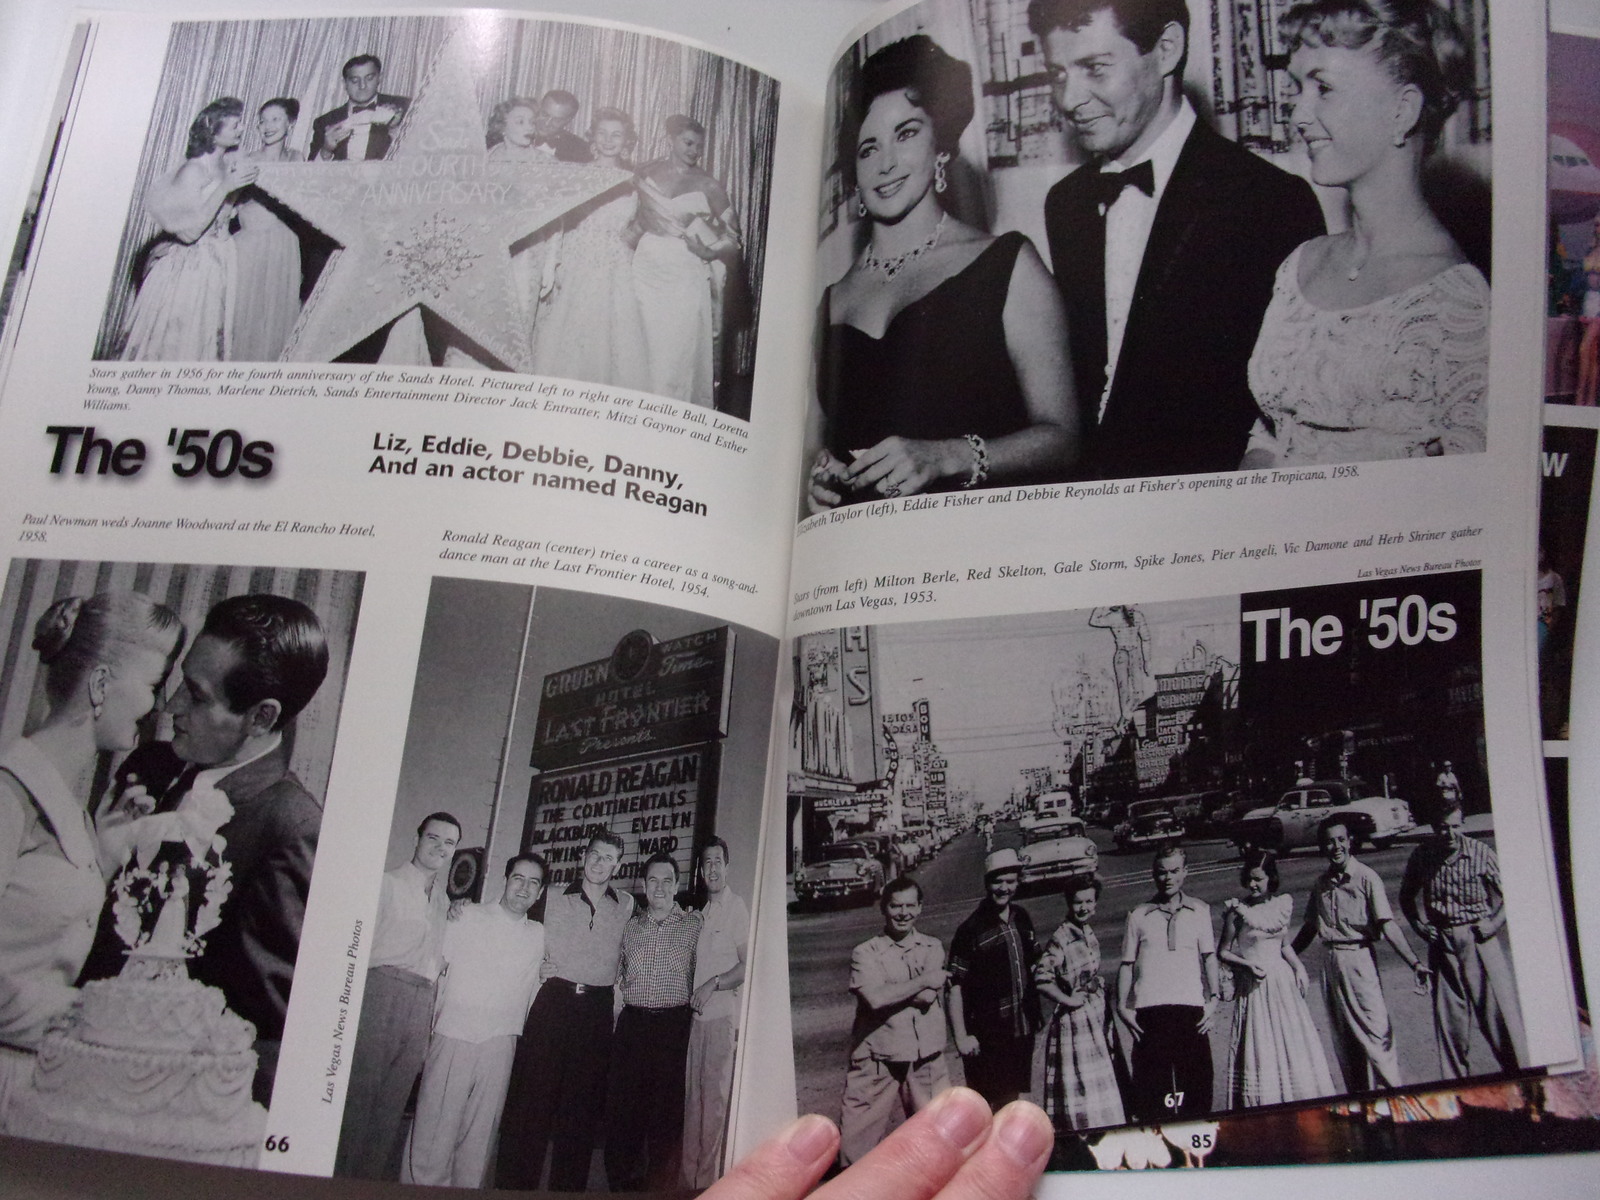 Sands
FOURTH
ANNIVERSARY
Stars gather in 1956 for the fourth anniversary of the Sands Hotel. Pictured left to right are Lucille Ball, Loretta
Young, Danny Thomas, Marlene Dietrich, Sands Entertainment Director Jack Entratter, Mitzi Gaynor and Esther
Williams.
The '50s
Liz, Eddie, Debbie, Danny,
And an actor named Reagan
Paul Newman weds Joanne Woodward at the El Rancho Hotel,
1958.
Ronald Reagan (center) tries a career as a song-and-
dance man at the Last Frontier Hotel, 1954.
GRUEN WATCH
Time
HOTEL
LAST FRONTIER
Presents
RONALD REAGAN
THE CONTINENTALS
BLACKBURN EVELYN
TWINS WARD
Las Vegas News Bureau Photos
66
Elizabeth Taylor (left), Eddie Fisher and Debbie Reynolds at Fisher's opening at the Tropicana, 1958.
Stars (from left) Milton Berle, Red Skelton, Gale Storm, Spike Jones, Pier Angeli, Vic Damone and Herb Shriner gather
downtown Las Vegas, 1953.
Las Vegas News Bureau Photos
The '50s
67
85
W